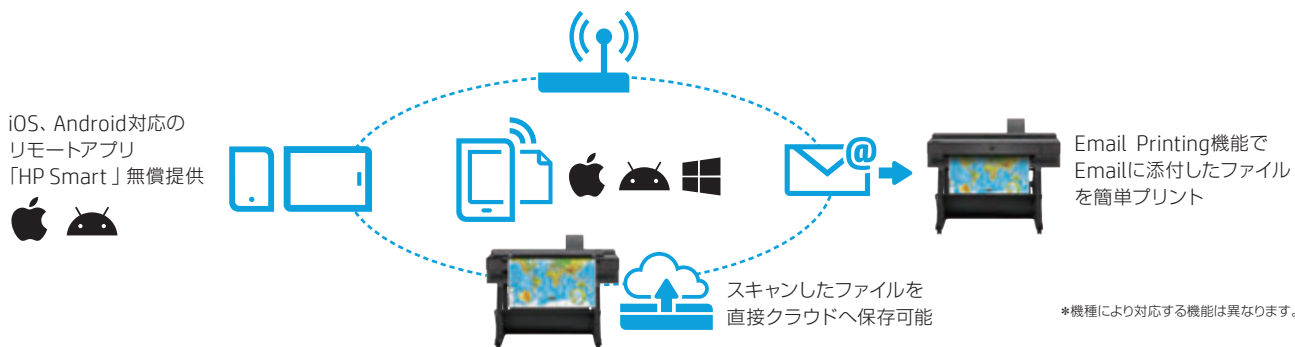 iOS、Android対応の
リモートアプリ
「HP Smart」無償提供
@
Email Printing機能で
Emailに添付したファイル
を簡単プリント
スキャンしたファイルを
直接クラウドへ保存可能
*機種により対応する機能は異なります。